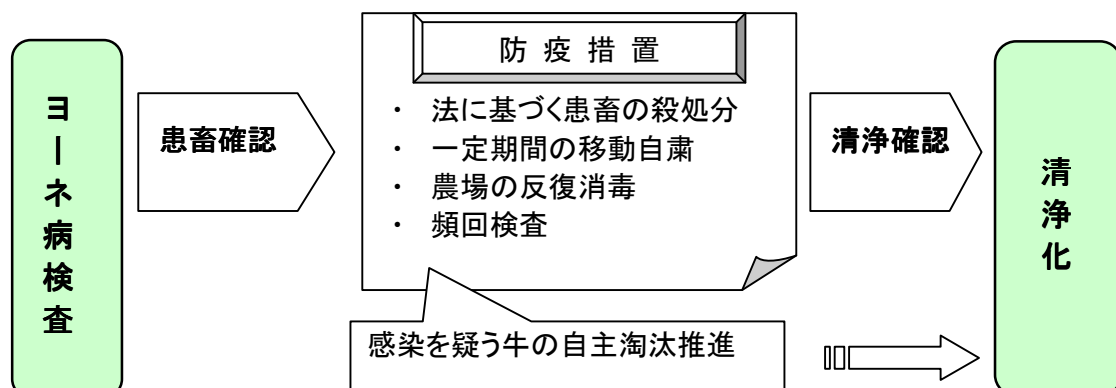 ヨーネ病検査
患畜確認
防 疫 措 置
・ 法に基づく患畜の殺処分
・ 一定期間の移動自粛
・ 農場の反復消毒
・ 頻回検査
感染を疑う牛の自主淘汰推進
清浄確認
清浄化